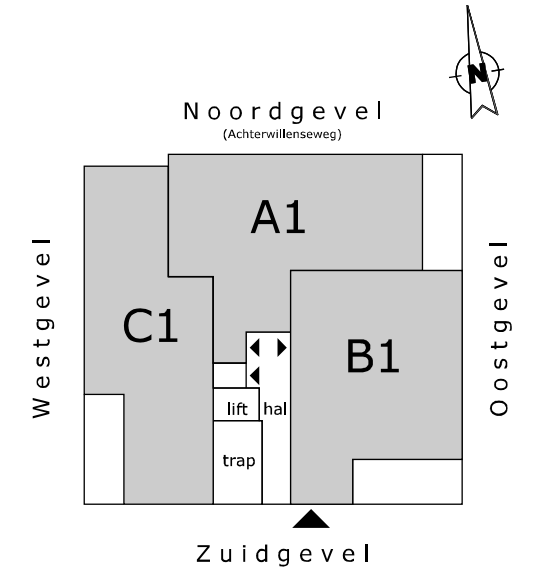 N
Noordgevel
(Achterwillenseweg)
A1
Westgevel
Oostgevel
C1
B1
lift
hal
trap
Zuidgevel